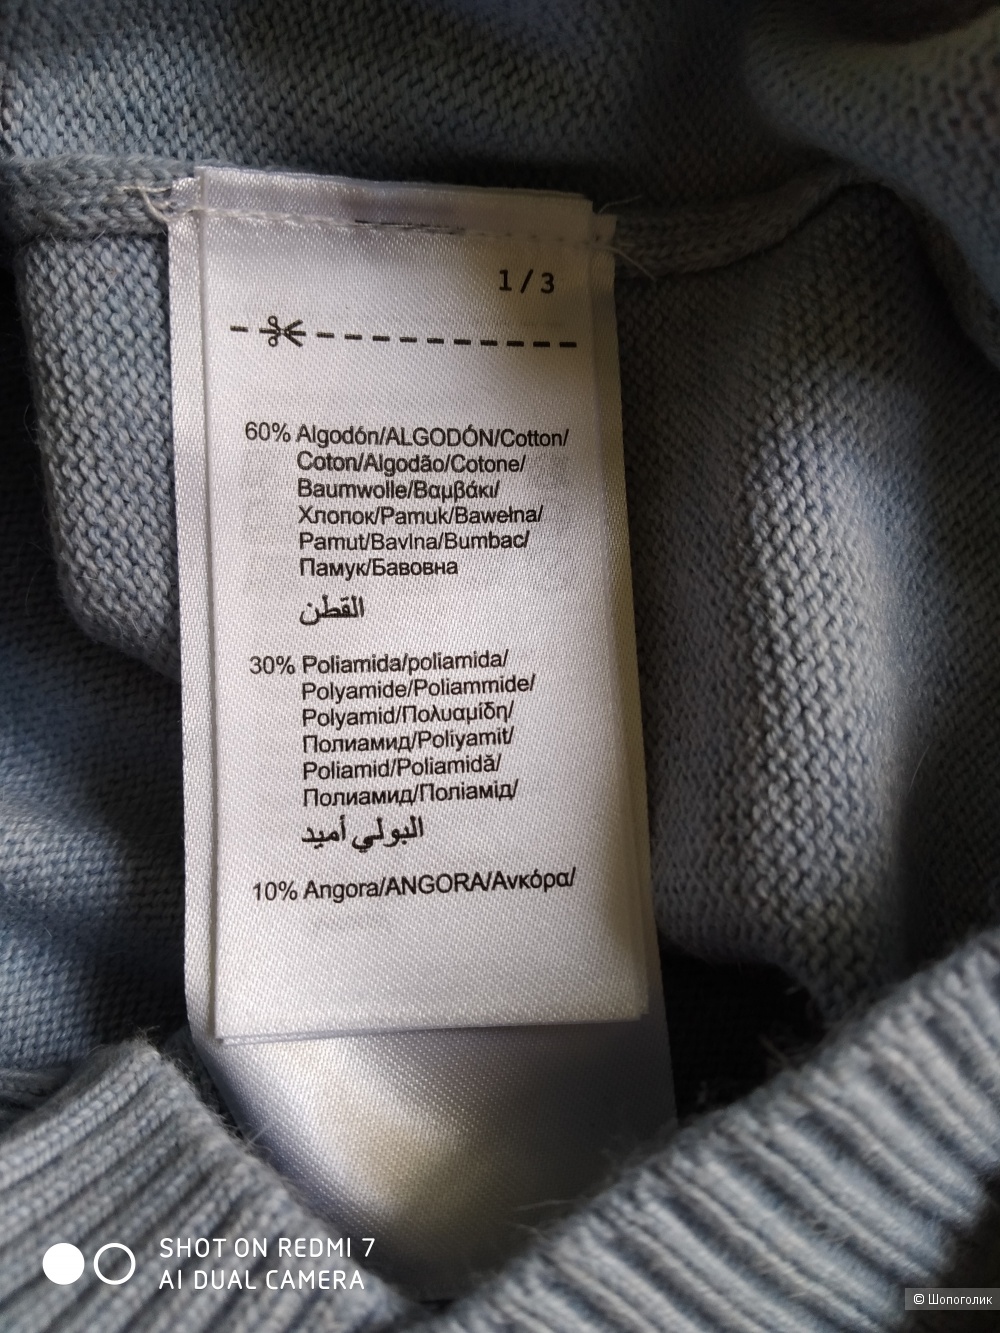 1/3
60% Algodón/ALGODÓN/Cotton/
Coton/Algodão/Cotone/
Baumwolle/Βαμβάκι/
Хлопок/Pamuk/Bawełna/
Pamut/Bavlna/Bumbac/
Памук/Бавовна
القطن
30% Poliamida/poliamida/
Polyamide/Poliammide/
Polyamid/Πολυαμίδη/
Полиамид/Poliyamit/
Poliamid/Poliamidă/
Полиамид/Поліамід/
البولي أميد
10% Angora/ANGORA/Ανκόρα/
SHOT ON REDMI 7
AI DUAL CAMERA
© Шопоголик